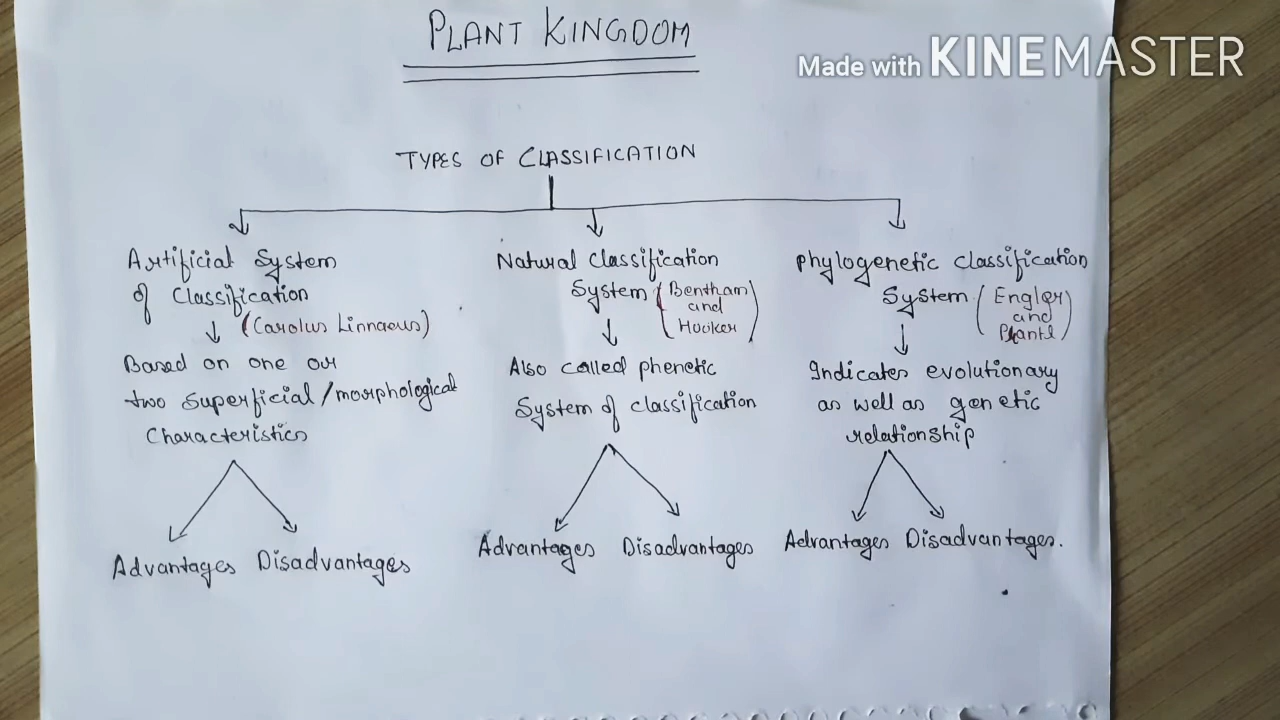 PLANT KINGDOM
Made with KINEMASTER
TYPES OF CLASSIFICATION
Artificial System
of Classification
(Carolus Linnaeus)
Based on one or
two Superficial/morphological
Characteristics
Advantages Disadvantages
Natural Classification
System (Bentham
and
Hooker)
Also called phenetic
System of classification
Advantages Disadvantages
Phylogenetic classification
System (Engler
and
Indicates evolutionary
as well as genetic
relationship
Advantages Disadvantages.